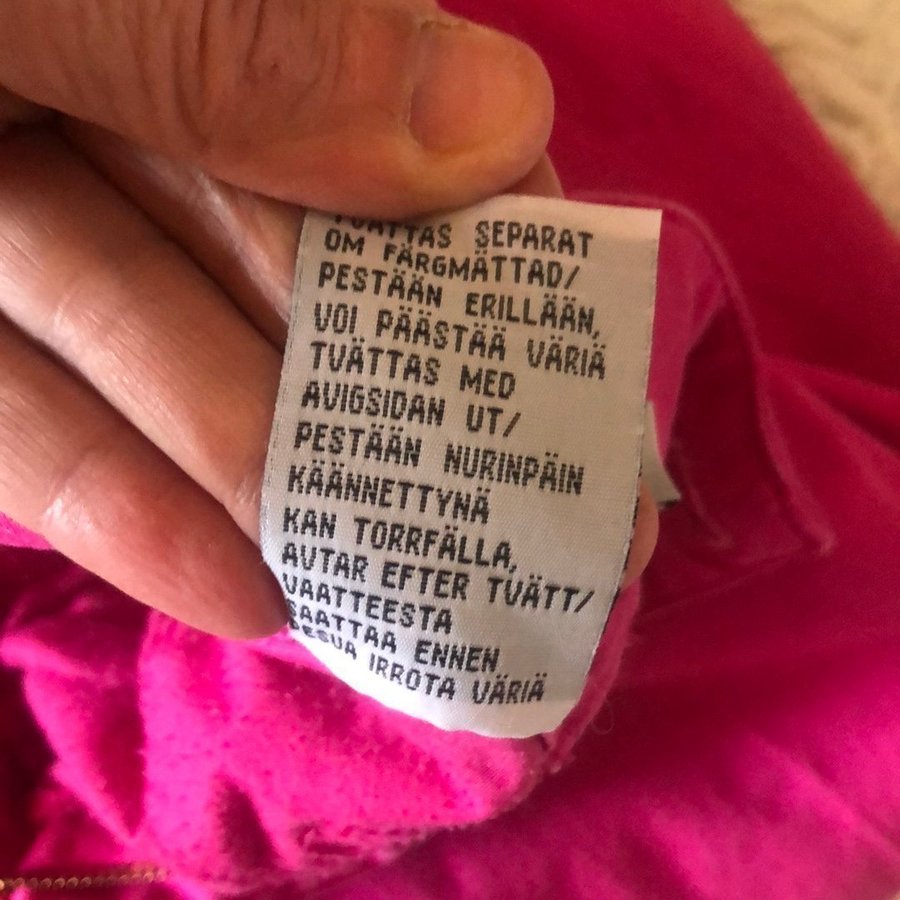 TVÄTTAS SEPARAT
OM FÄRGMÄTTAD/
PESTÄÄN ERILLÄÄN,
VOI PÄÄSTÄÄ VÄRIÄ
TVÄTTAS MED
AVIGSIDAN UT/
PESTÄÄN NURINPÄIN
KÄÄNNETTYNÄ
KAN TORRFÄLLA,
AVTAR EFTER TVÄTT/
VAATTEESTA
SAATTAA ENNEN
PESUA IRROTA VÄRIÄ